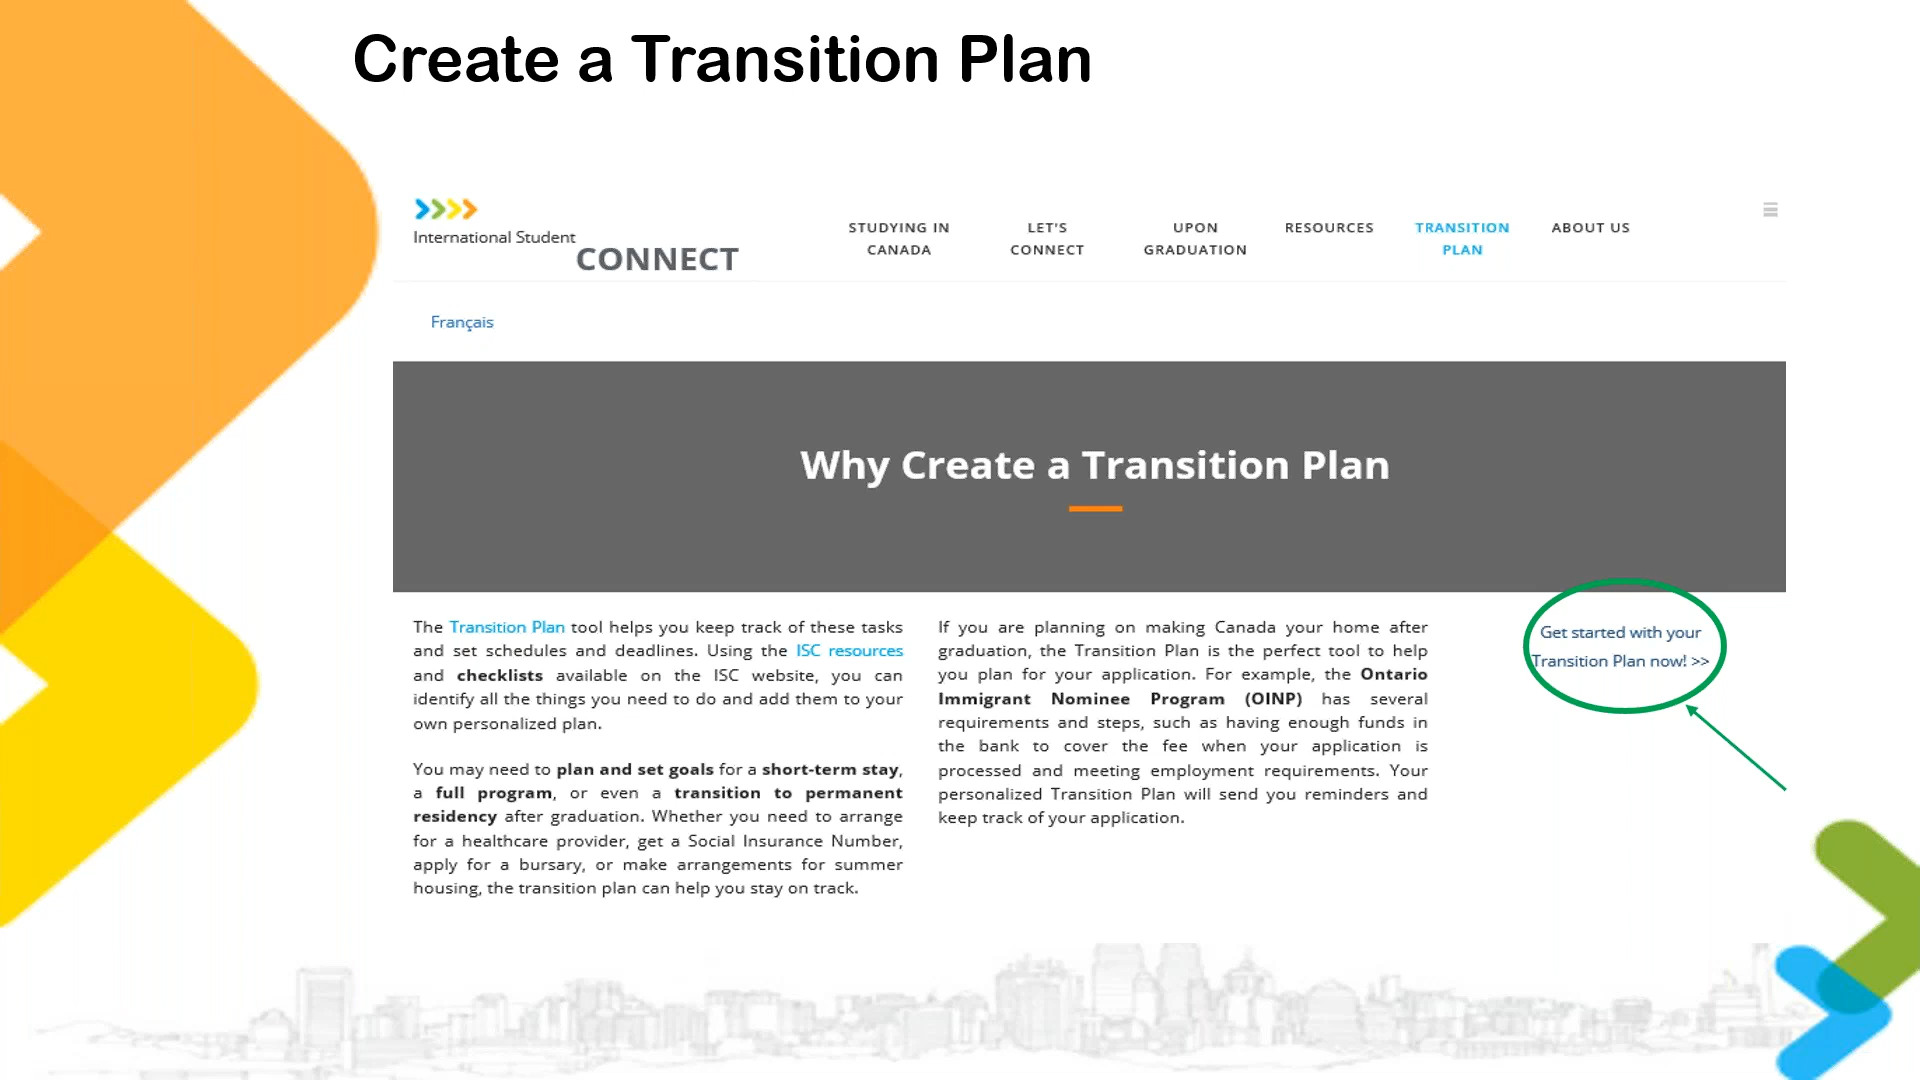 Create a Transition Plan
International Student
CONNECT
STUDYING IN
CANADA
LET'S
CONNECT
UPON
GRADUATION
RESOURCES
TRANSITION
PLAN
ABOUT US
Français
Why Create a Transition Plan
The Transition Plan tool helps you keep track of these tasks
and set schedules and deadlines. Using the ISC resources
and checklists available on the ISC website, you can
identify all the things you need to do and add them to your
own personalized plan.
You may need to plan and set goals for a short-term stay,
a full program, or even a transition to permanent
residency after graduation. Whether you need to arrange
for a healthcare provider, get a Social Insurance Number,
apply for a bursary, or make arrangements for summer
housing, the transition plan can help you stay on track.
If you are planning on making Canada your home after
graduation, the Transition Plan is the perfect tool to help
you plan for your application. For example, the Ontario
Immigrant Nominee Program (OINP) has several
requirements and steps, such as having enough funds in
the bank to cover the fee when your application is
processed and meeting employment requirements. Your
personalized Transition Plan will send you reminders and
keep track of your application.
Get started with your
Transition Plan now! >>